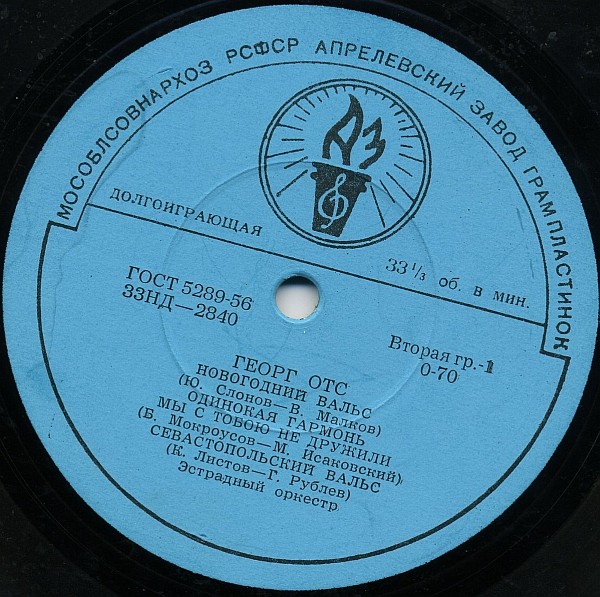 МОСОБЛСОВНАРХОЗ РСФСР АПРЕЛЕВСКИЙ ЗАВОД ГРАМПЛАСТИНОК
АЗ
ДОЛГОИГРАЮЩАЯ
33⅓ об. в мин.
ГОСТ 5289-56
33НД—2840
Вторая гр.-1
0-70
ГЕОРГ ОТС
НОВОГОДНИЙ ВАЛЬС
(Ю. Слонов—В. Малков)
ОДИНОКАЯ ГАРМОНЬ
МЫ С ТОБОЮ НЕ ДРУЖИЛИ
(Б. Мокроусов—М. Исаковский)
СЕВАСТОПОЛЬСКИЙ ВАЛЬС
(К. Листов—Г. Рублев)
Эстрадный оркестр